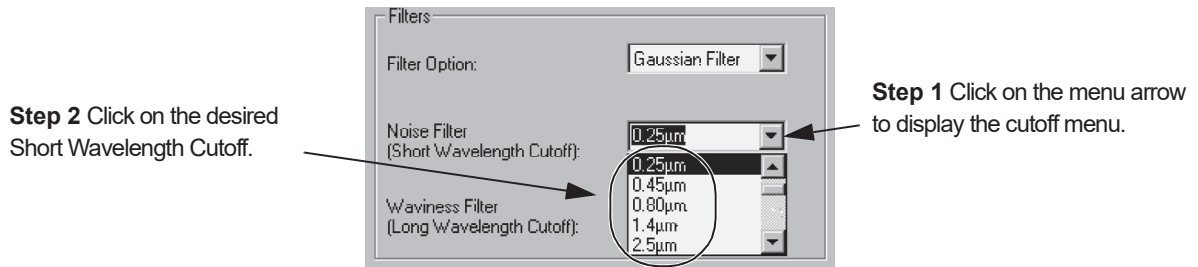 Filters
Filter Option:
Gaussian Filter
Step 1 Click on the menu arrow
to display the cutoff menu.
Step 2 Click on the desired
Short Wavelength Cutoff.
Noise Filter
(Short Wavelength Cutoff):
0.25µm
0.25µm
0.45µm
0.80µm
1.4µm
2.5µm
Waviness Filter
(Long Wavelength Cutoff):